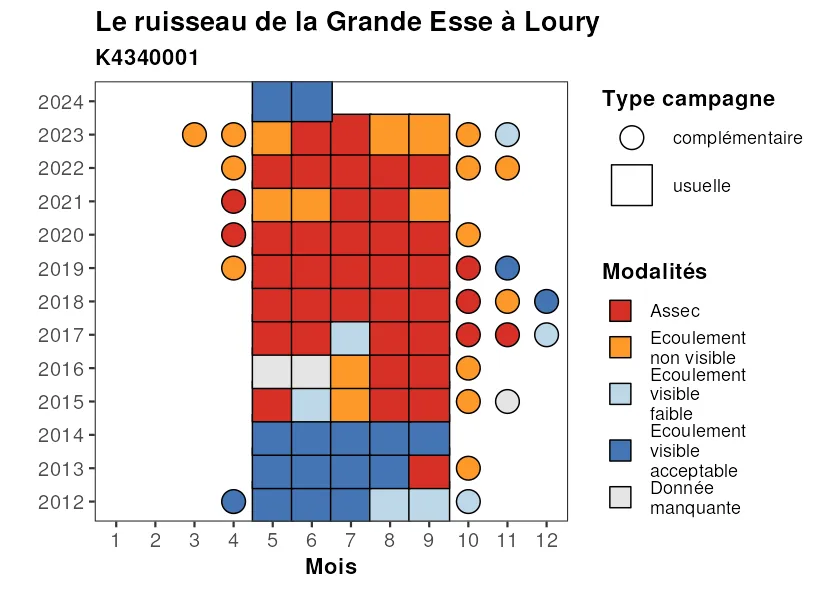 Le ruisseau de la Grande Esse à Loury
K4340001
2024
2023
2022
2021
2020
2019
2018
2017
2016
2015
2014
2013
2012
1 2 3 4 5 6 7 8 9 10 11 12
Mois
Type campagne
complémentaire
usuelle
Modalités
Assec
Ecoulement
non visible
Ecoulement
visible
faible
Ecoulement
visible
acceptable
Donnée
manquante